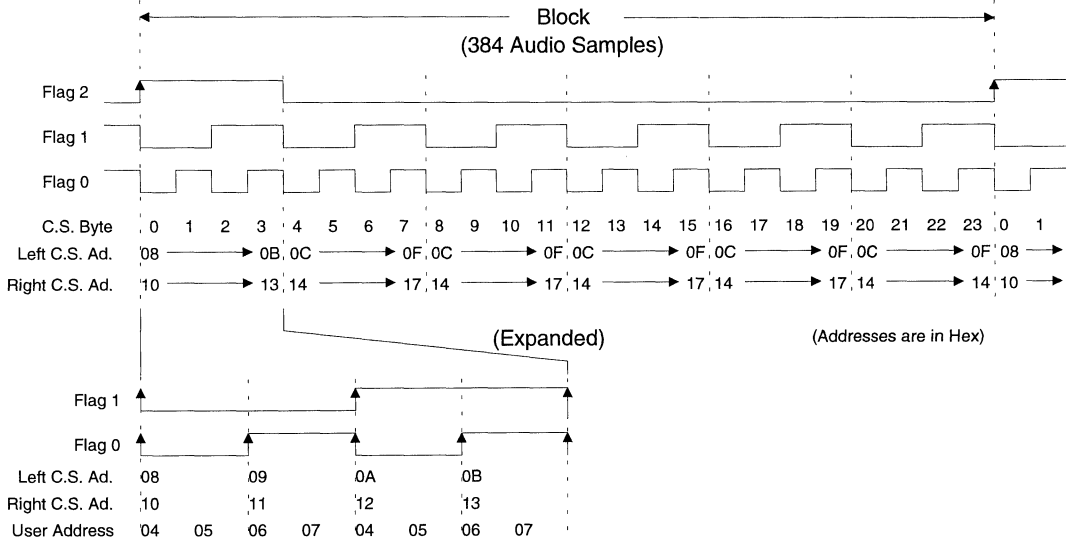 Block
(384 Audio Samples)
Flag 2
Flag 1
Flag 0
C.S. Byte 0 1 2 3 4 5 6 7 8 9 10 11 12 13 14 15 16 17 18 19 20 21 22 23 0 1
Left C.S. Ad. 08 0B 0C 0F 0C 0F 0C 0F 0C 0F 0C 0F 08
Right C.S. Ad. 10 13 14 17 14 17 14 17 14 17 14 14 10
(Expanded) (Addresses are in Hex)
Flag 1
Flag 0
Left C.S. Ad. 08 09 0A 0B
Right C.S. Ad. 10 11 12 13
User Address 04 05 06 07 04 05 06 07